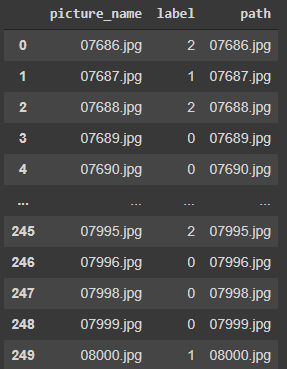 picture_name label path
0 07686.jpg 2 07686.jpg
1 07687.jpg 1 07687.jpg
2 07688.jpg 2 07688.jpg
3 07689.jpg 0 07689.jpg
4 07690.jpg 0 07690.jpg
... ... ... ...
245 07995.jpg 2 07995.jpg
246 07996.jpg 0 07996.jpg
247 07998.jpg 0 07998.jpg
248 07999.jpg 0 07999.jpg
249 08000.jpg 1 08000.jpg